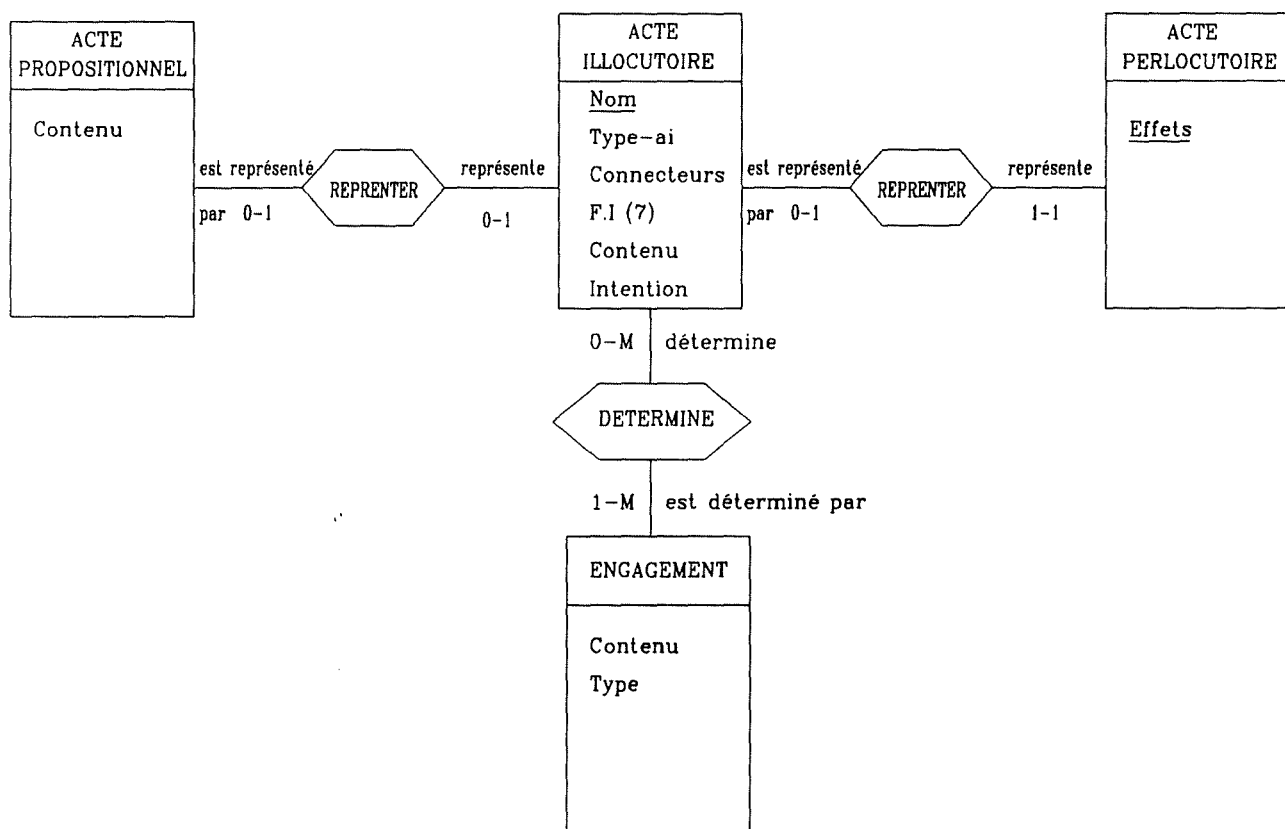 ACTE
PROPOSITIONNEL
Contenu
est représenté
par 0-1
REPRENTER
représente
0-1
ACTE
ILLOCUTOIRE
Nom
Type-ai
Connecteurs
F.I (7)
Contenu
Intention
est représenté
par 0-1
REPRENTER
représente
1-1
ACTE
PERLOCUTOIRE
Effets
0-M détermine
DETERMINE
1-M est déterminé par
ENGAGEMENT
Contenu
Type